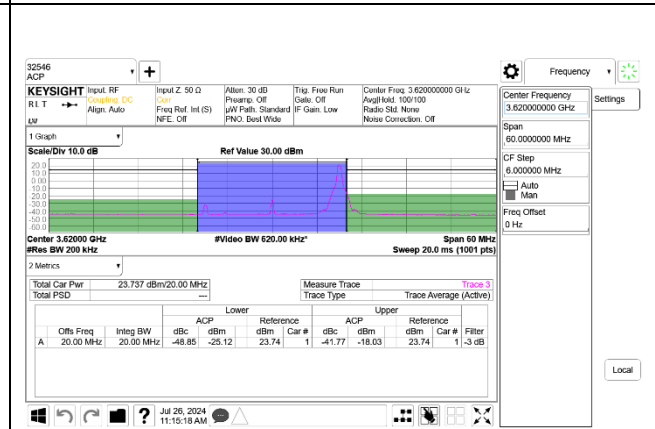 32546
ACP
Frequency
KEYSIGHT
R L T
Input: RF
Coupling: DC
Align: Auto
Input Z: 50 Ω
Corr
Freq Ref: Int (S)
NFE: Off
Atten: 30 dB
Preamp: Off
µW Path: Standard
PNO: Best Wide
Trig: Free Run
Gate: Off
IF Gain: Low
Center Freq: 3.620000000 GHz
Avg|Hold: 100/100
Radio Std: None
Noise Correction: Off
Center Frequency
3.620000000 GHz
Settings
Span
60.0000000 MHz
CF Step
6.000000 MHz
Auto
Man
Freq Offset
0 Hz
1 Graph
Scale/Div 10.0 dB
Ref Value 30.00 dBm
20.0
10.0
0.00
-10.0
-20.0
-30.0
-40.0
-50.0
-60.0
Center 3.62000 GHz
#Video BW 620.00 kHz*
Span 60 MHz
#Res BW 200 kHz
Sweep 20.0 ms (1001 pts)
2 Metrics
Total Car Pwr 23.737 dBm/20.00 MHz
Total PSD ---
Measure Trace Trace 3
Trace Type Trace Average (Active)
Lower Upper
ACP Reference ACP Reference
Offs Freq Integ BW dBc dBm dBm Car # dBc dBm dBm Car # Filter
A 20.00 MHz 20.00 MHz -48.85 -25.12 23.74 1 -41.77 -18.03 23.74 1 -3 dB
Local
?
Jul 26, 2024
11:15:18 AM